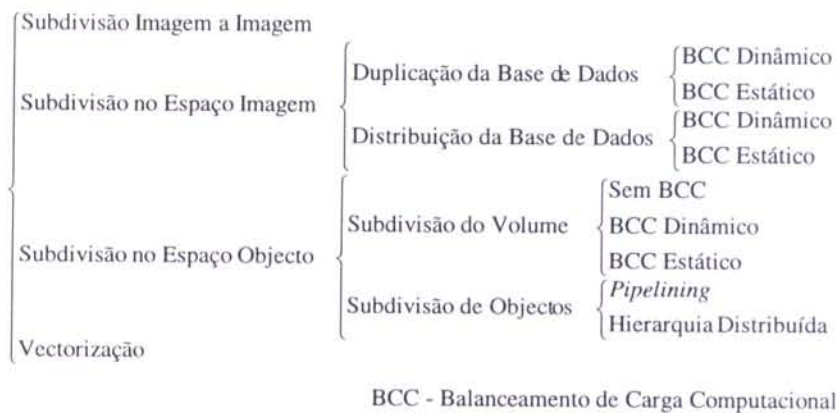 Subdivisão Imagem a Imagem
Subdivisão no Espaço Imagem
Duplicação da Base de Dados
BCC Dinâmico
BCC Estático
Distribuição da Base de Dados
BCC Dinâmico
BCC Estático
Subdivisão no Espaço Objecto
Subdivisão do Volume
Sem BCC
BCC Dinâmico
BCC Estático
Subdivisão de Objectos
Pipelining
Hierarquia Distribuída
Vectorização
BCC - Balanceamento de Carga Computacional